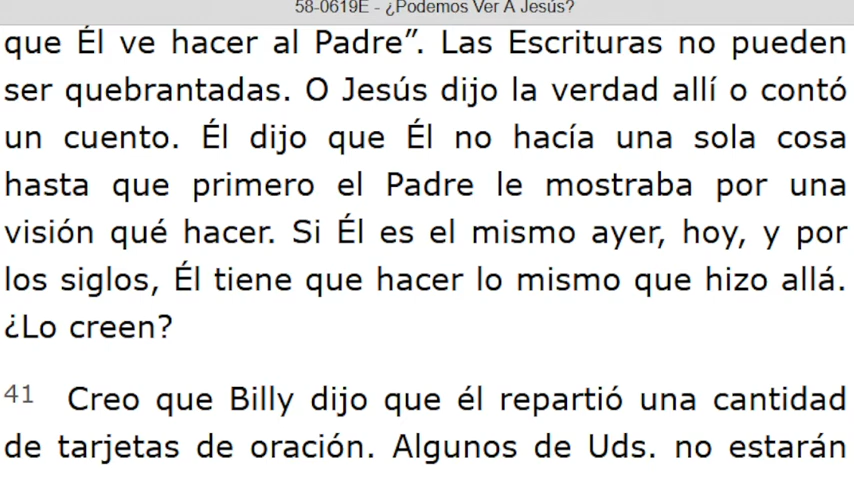 58-0619E - ¿Podemos Ver A Jesús?
que Él ve hacer al Padre”. Las Escrituras no pueden
ser quebrantadas. O Jesús dijo la verdad allí o contó
un cuento. Él dijo que Él no hacía una sola cosa
hasta que primero el Padre le mostraba por una
visión qué hacer. Si Él es el mismo ayer, hoy, y por
los siglos, Él tiene que hacer lo mismo que hizo allá.
¿Lo creen?
41 Creo que Billy dijo que él repartió una cantidad
de tarjetas de oración. Algunos de Uds. no estarán